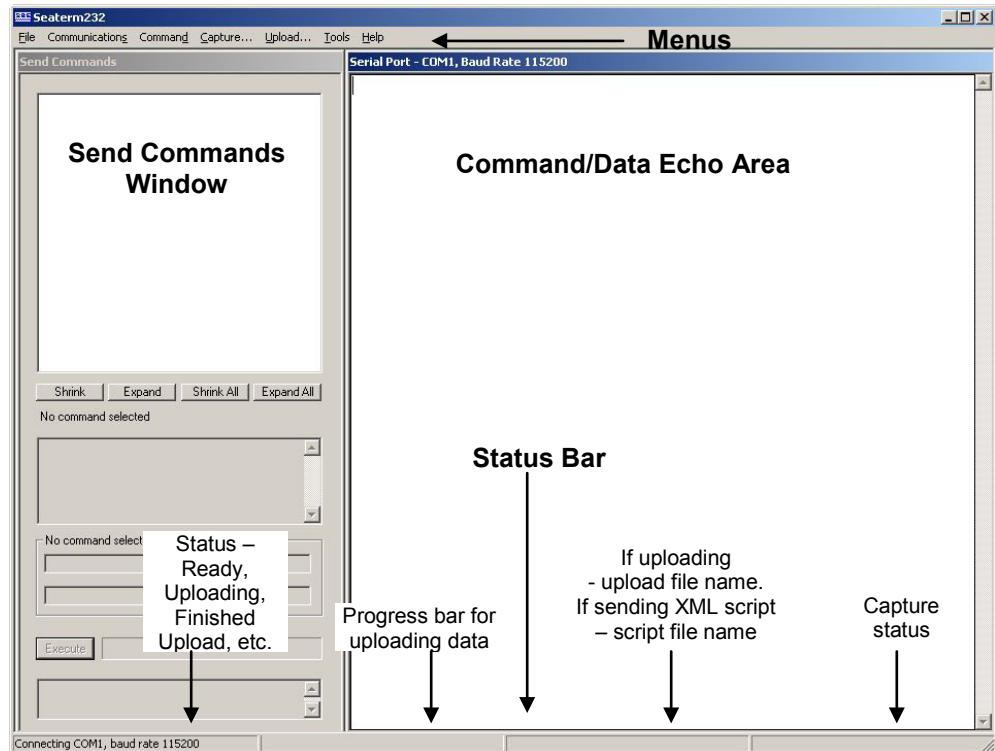 Seaterm232
File Communications Command Capture... Upload... Tools Help
Menus
Send Commands
Serial Port - COM1, Baud Rate 115200
Send Commands
Window
Command/Data Echo Area
Shrink Expand Shrink All Expand All
No command selected
Status Bar
No command selec
Status –
Ready,
Uploading,
Finished
Upload, etc.
Execute
Progress bar for
uploading data
If uploading
- upload file name.
If sending XML script
– script file name
Capture
status
Connecting COM1, baud rate 115200